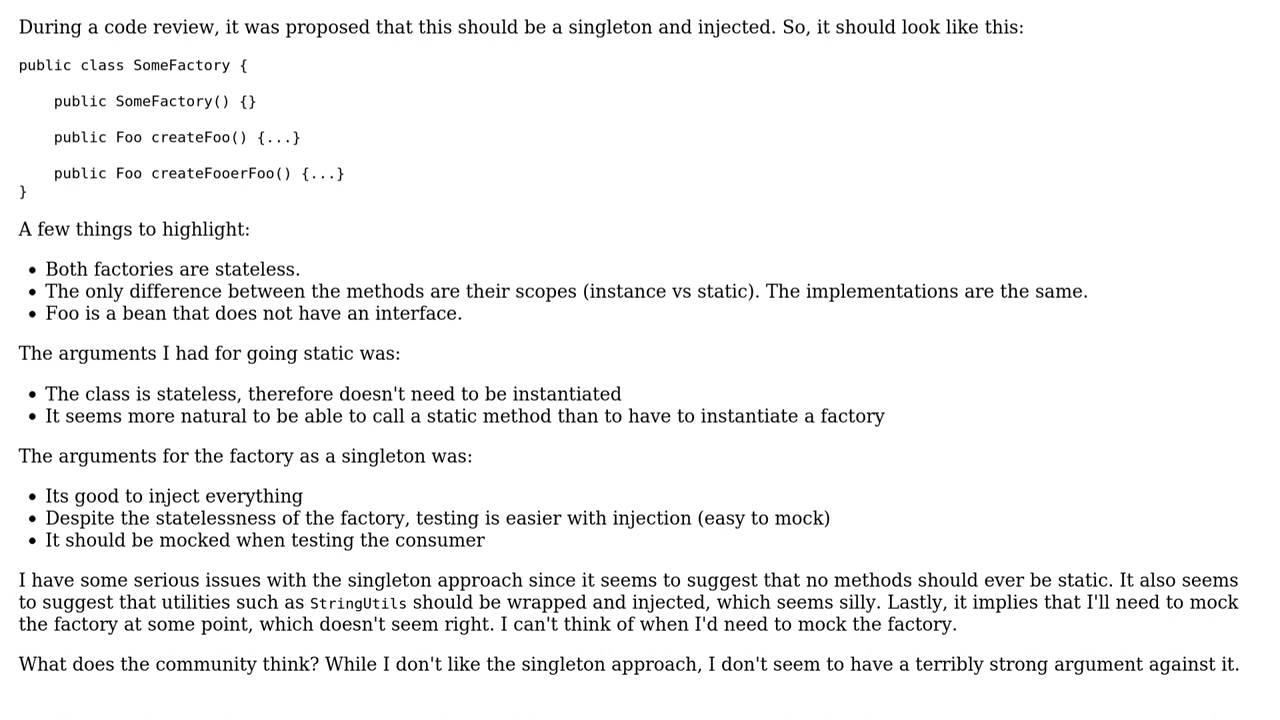 During a code review, it was proposed that this should be a singleton and injected. So, it should look like this:
public class SomeFactory {
    public SomeFactory() {}
    public Foo createFoo() {...}
    public Foo createFooerFoo() {...}
}
A few things to highlight:
• Both factories are stateless.
• The only difference between the methods are their scopes (instance vs static). The implementations are the same.
• Foo is a bean that does not have an interface.
The arguments I had for going static was:
• The class is stateless, therefore doesn't need to be instantiated
• It seems more natural to be able to call a static method than to have to instantiate a factory
The arguments for the factory as a singleton was:
• Its good to inject everything
• Despite the statelessness of the factory, testing is easier with injection (easy to mock)
• It should be mocked when testing the consumer
I have some serious issues with the singleton approach since it seems to suggest that no methods should ever be static. It also seems
to suggest that utilities such as StringUtils should be wrapped and injected, which seems silly. Lastly, it implies that I'll need to mock
the factory at some point, which doesn't seem right. I can't think of when I'd need to mock the factory.
What does the community think? While I don't like the singleton approach, I don't seem to have a terribly strong argument against it.